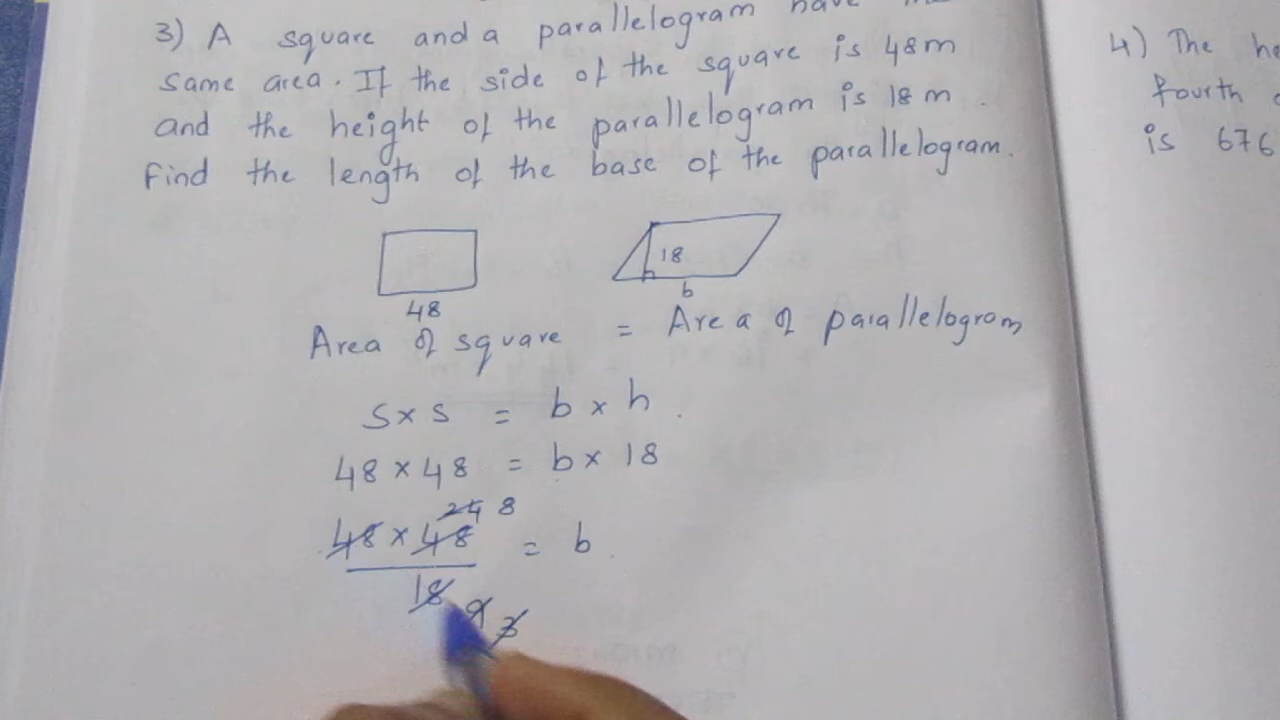 3) A square and a parallelogram have
same area. If the side of the square is 48m
and the height of the parallelogram is 18 m.
Find the length of the base of the parallelogram.
48
18
b
Area of square = Area of parallelogram
s × s = b × h.
48 × 48 = b × 18
24 8
48 × 48 = b.
18
9
3
4) The
fourth
is 676